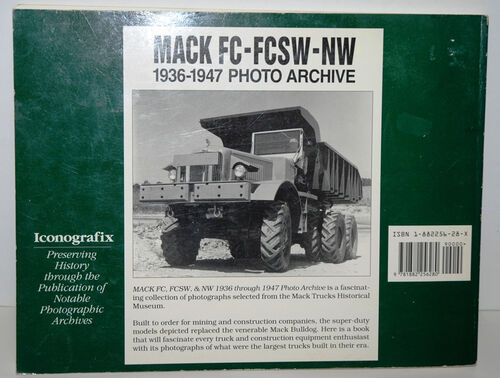 MACK FC-FCSW-NW
1936-1947 PHOTO ARCHIVE
Iconografix
Preserving
History
through the
Publication of
Notable
Photographic
Archives
MACK FC, FCSW, & NW 1936 through 1947 Photo Archive is a fascinat-
ing collection of photographs selected from the Mack Trucks Historical
Museum.
Built to order for mining and construction companies, the super-duty
models depicted replaced the venerable Mack Bulldog. Here is a book
that will fascinate every truck and construction equipment enthusiast
with its photographs of what were the largest trucks built in their era.
ISBN 1-882256-28-X
90000>
9 781882 256280